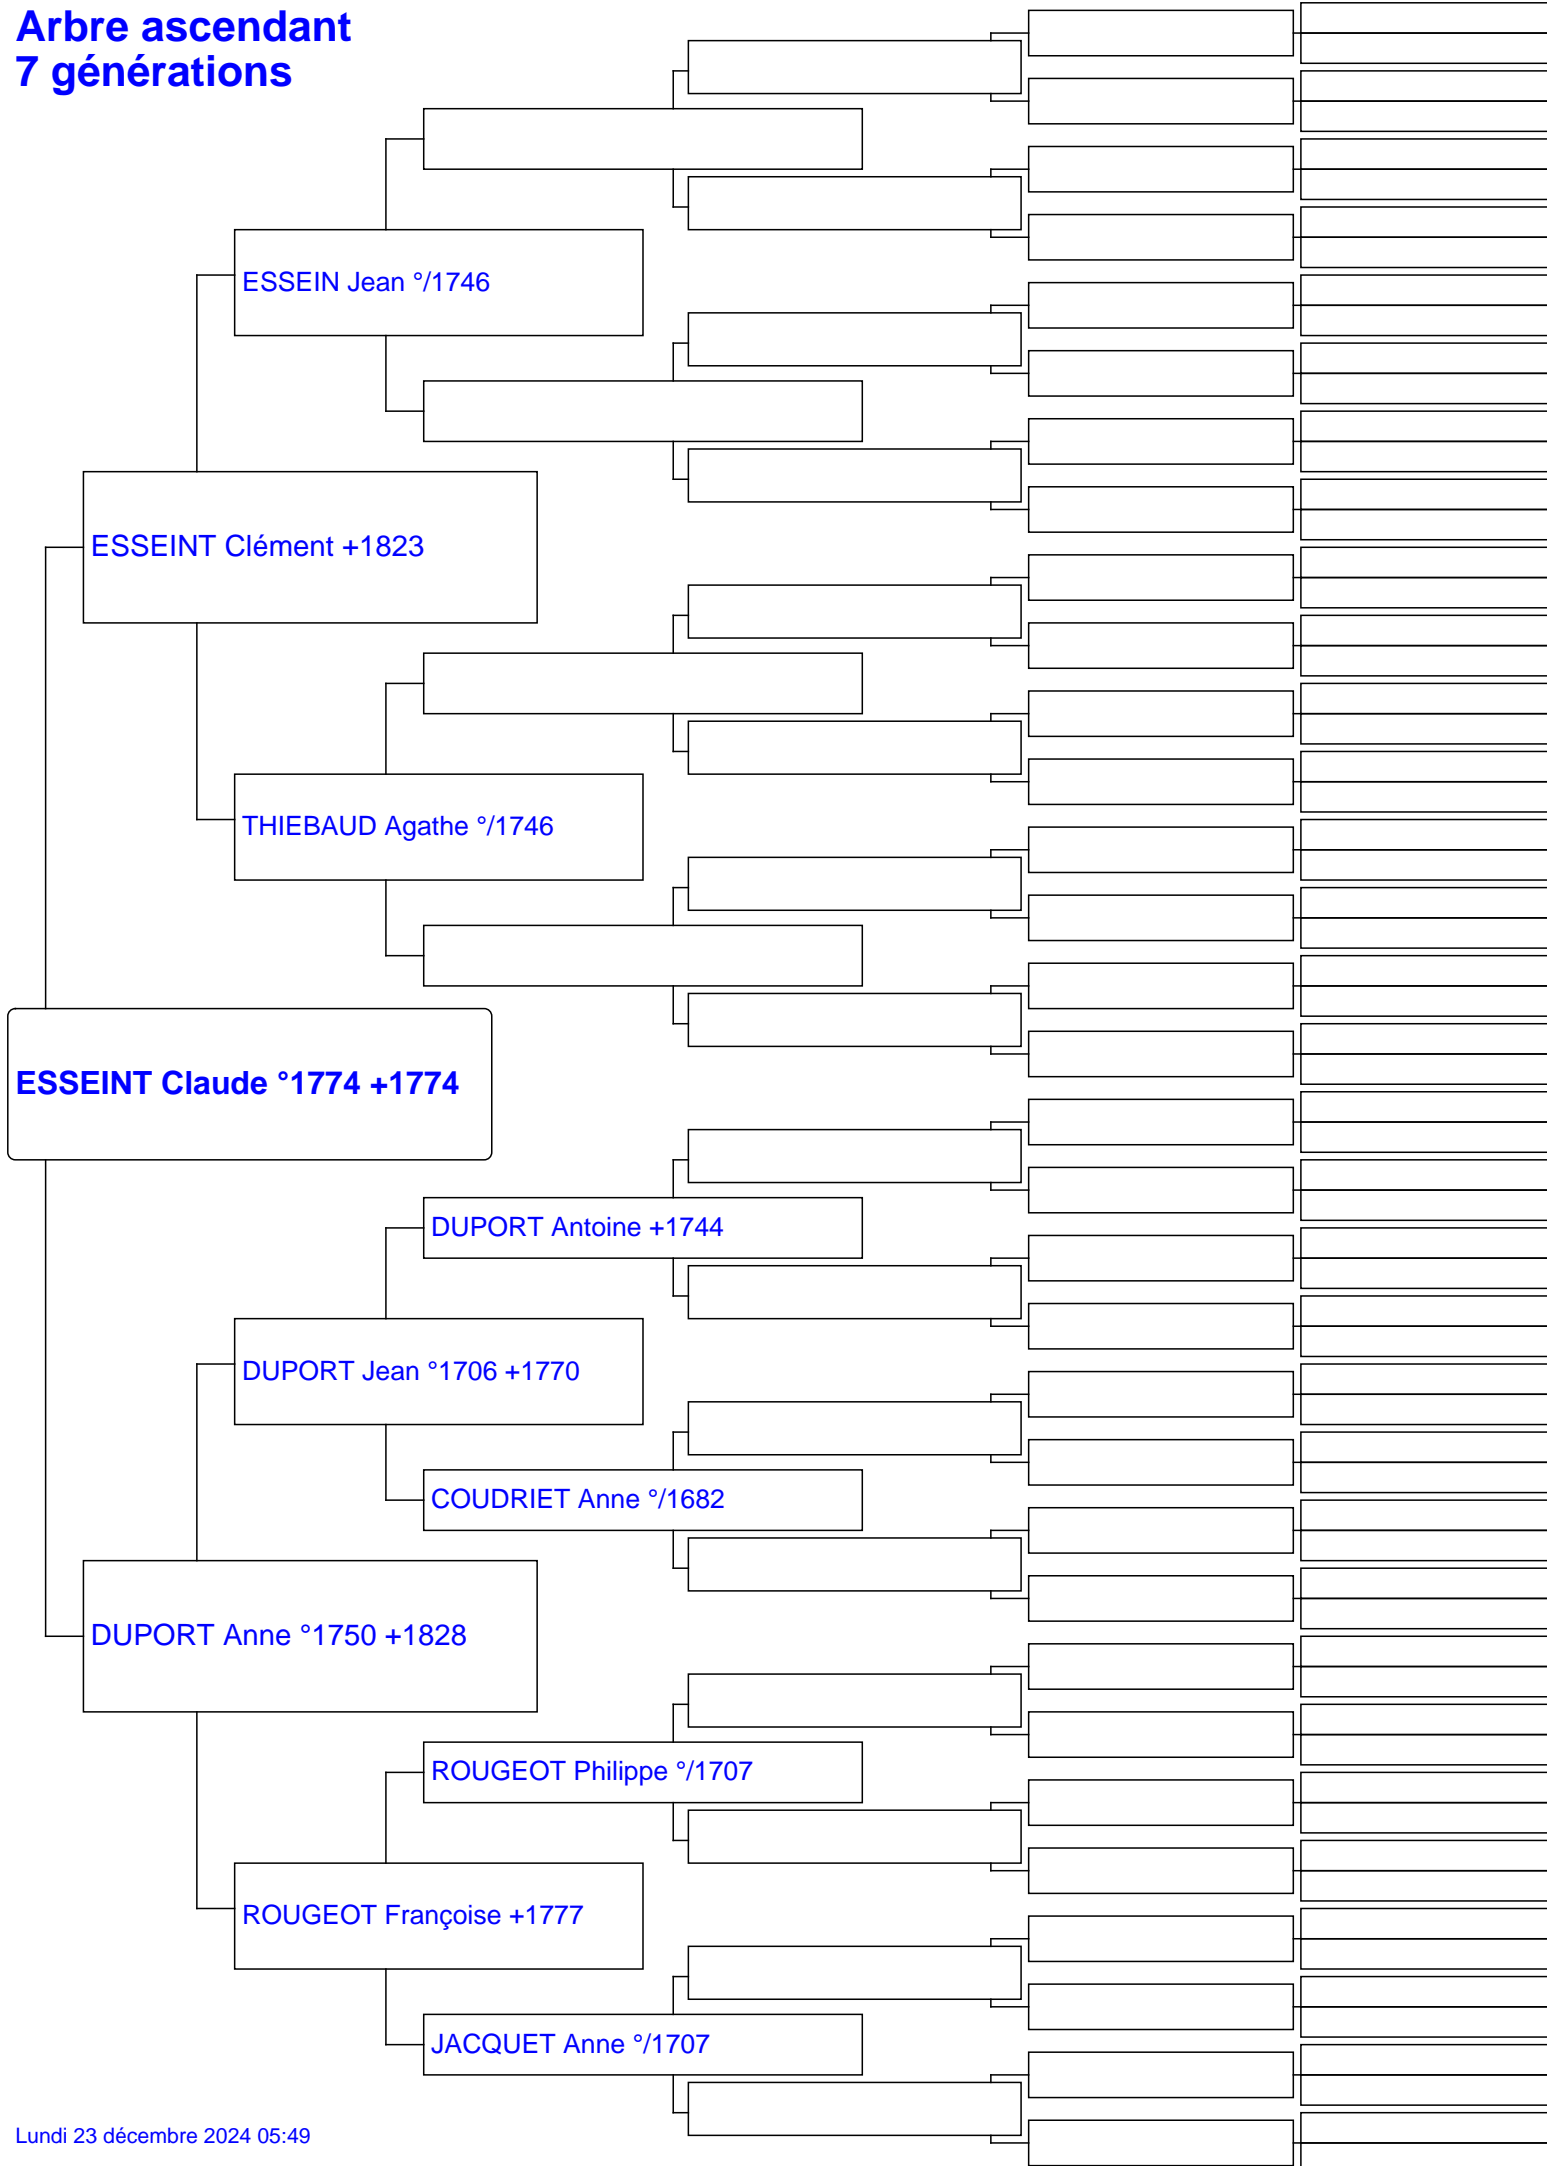 Arbre ascendant
7 générations
ESSEIN Jean °/1746
ESSEINT Clément +1823
THIEBAUD Agathe °/1746
ESSEINT Claude °1774 +1774
DUPORT Antoine +1744
DUPORT Jean °1706 +1770
COUDRIET Anne °/1682
DUPORT Anne °1750 +1828
ROUGEOT Philippe °/1707
ROUGEOT Françoise +1777
JACQUET Anne °/1707
Lundi 23 décembre 2024 05:49